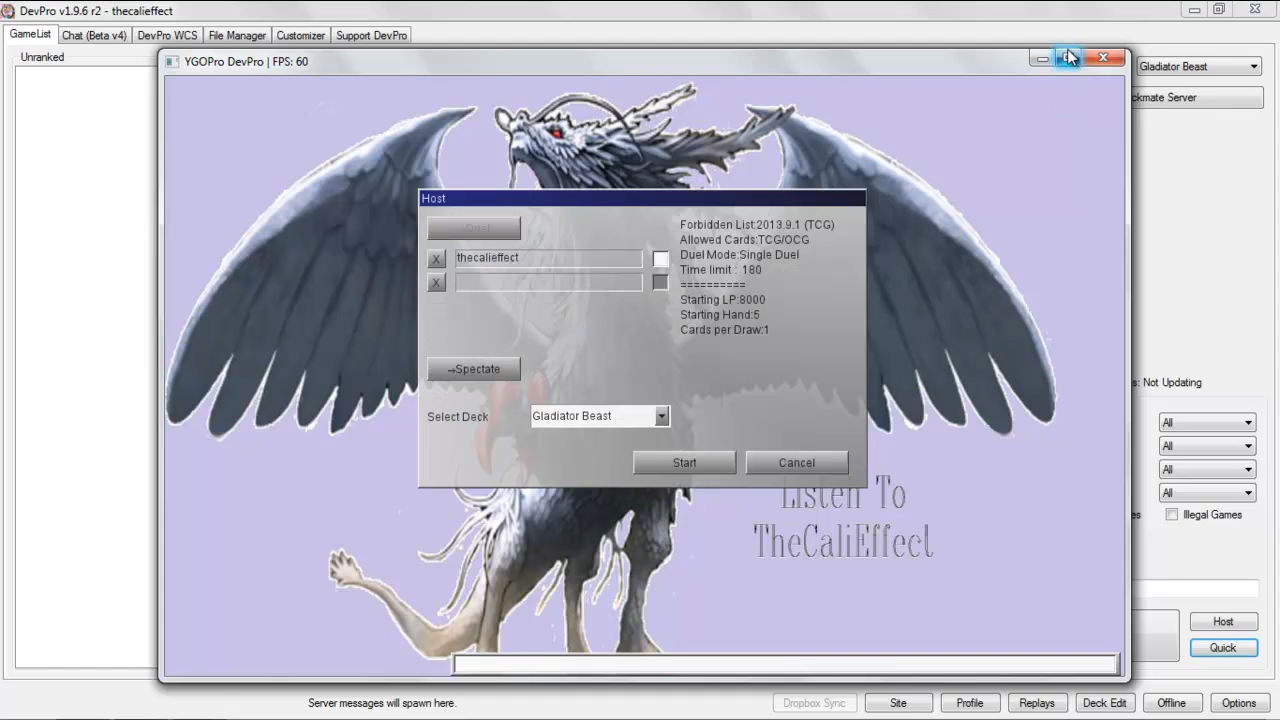 DevPro v1.9.6 r2 - thecalieffect
GameList
Chat (Beta v4)
DevPro WCS
File Manager
Customizer
Support DevPro
Unranked
YGOPro DevPro | FPS: 60
Gladiator Beast
ckmate Server
Host
Forbidden List:2013.9.1 (TCG)
Allowed Cards:TCG/OCG
thecalieffect
Duel Mode:Single Duel
Time limit : 180
X
X
==========
Starting LP:8000
Starting Hand:5
Cards per Draw:1
→Spectate
Select Deck
Gladiator Beast
Start
Cancel
Listen To
TheCaliEffect
s: Not Updating
All
All
All
All
es
Illegal Games
Host
Quick
Server messages will spawn here.
Dropbox Sync
Site
Profile
Replays
Deck Edit
Offline
Options